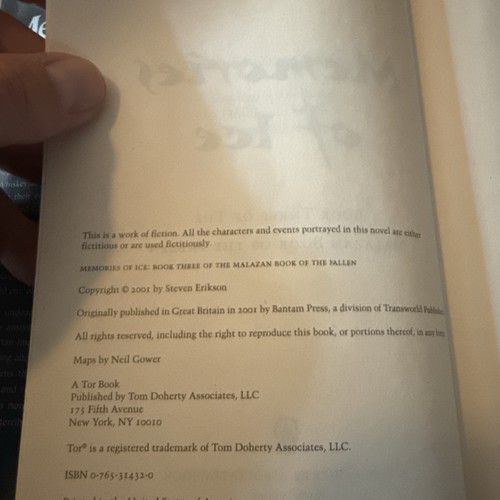 This is a work of fiction. All the characters and events portrayed in this novel are either
fictitious or are used fictitiously.
MEMORIES OF ICE: BOOK THREE OF THE MALAZAN BOOK OF THE FALLEN
Copyright © 2001 by Steven Erikson
Originally published in Great Britain in 2001 by Bantam Press, a division of Transworld
All rights reserved, including the right to reproduce this book, or portions thereof, in any form.
Maps by Neil Gower
A Tor Book
Published by Tom Doherty Associates, LLC
175 Fifth Avenue
New York, NY 10010
Tor® is a registered trademark of Tom Doherty Associates, LLC.
ISBN 0-765-31432-0